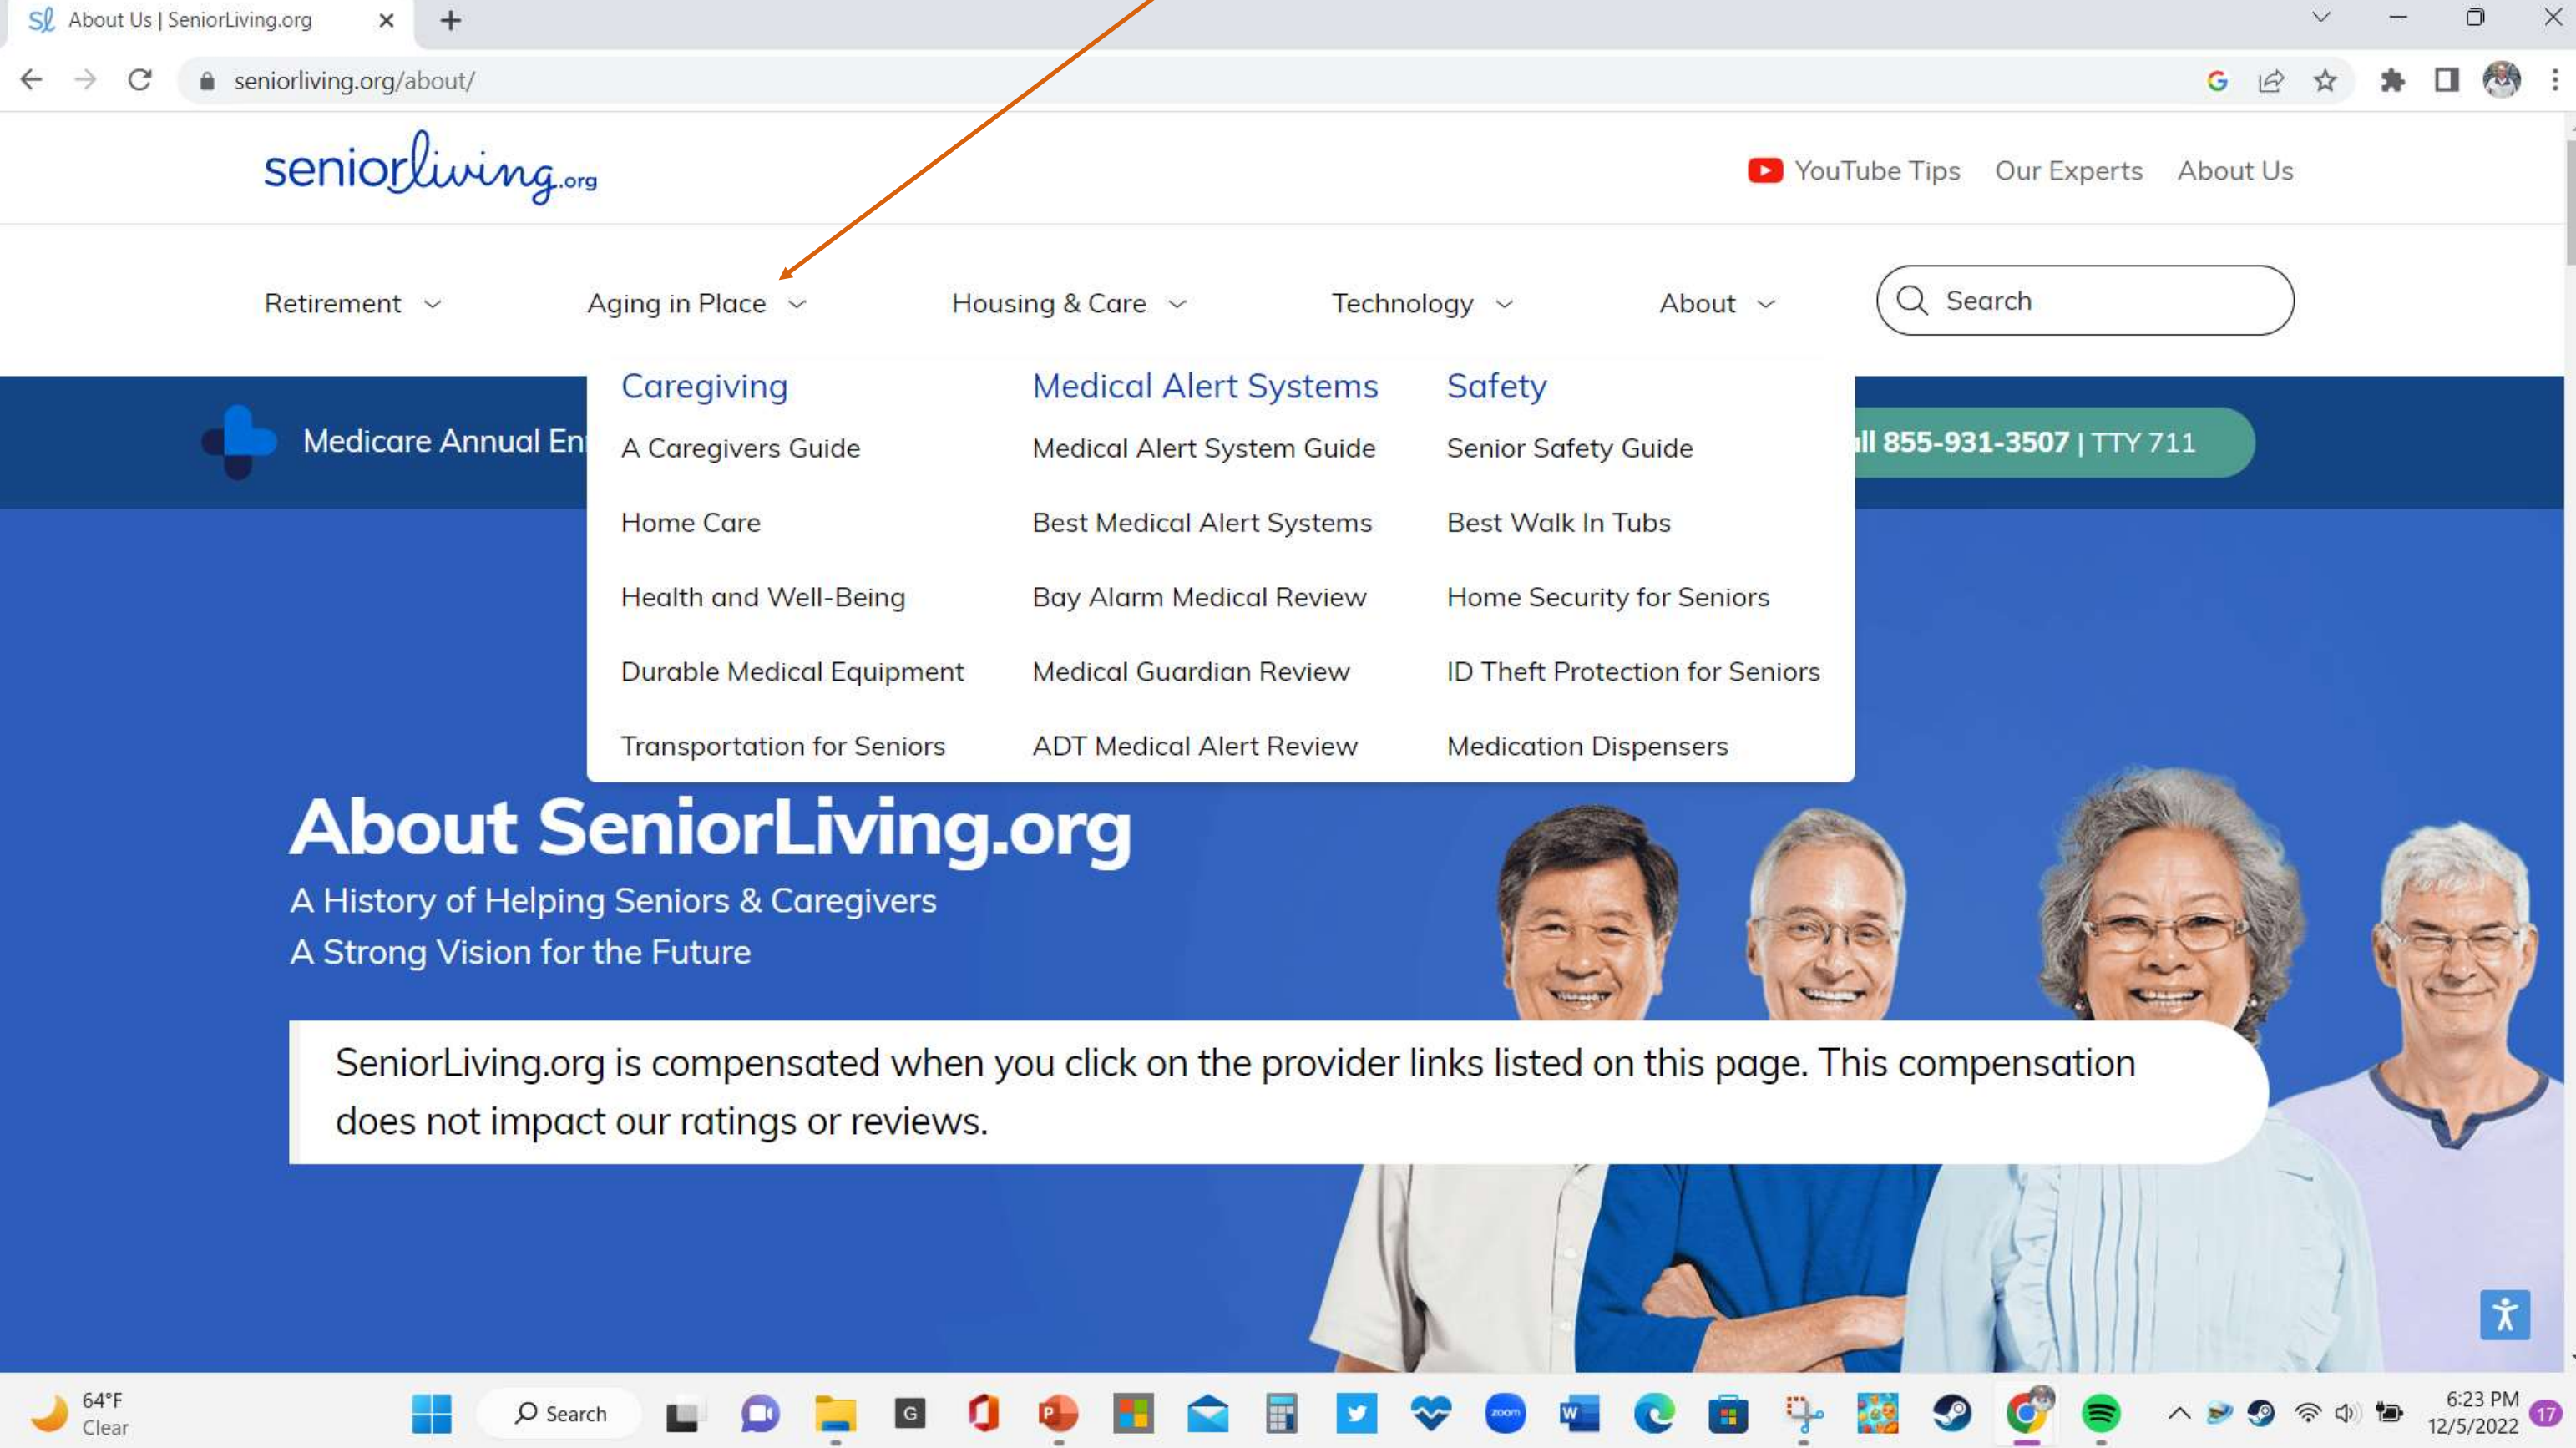 About Us | SeniorLiving.org
seniorliving.org/about/
seniorliving.org
YouTube Tips Our Experts About Us
Retirement Aging in Place Housing & Care Technology About Search
Caregiving Medical Alert Systems Safety
Medicare Annual
855-931-3507 | TTY 711
A Caregivers Guide Medical Alert System Guide Senior Safety Guide
Home Care Best Medical Alert Systems Best Walk In Tubs
Health and Well-Being Bay Alarm Medical Review Home Security for Seniors
Durable Medical Equipment Medical Guardian Review ID Theft Protection for Seniors
Transportation for Seniors ADT Medical Alert Review Medication Dispensers
About SeniorLiving.org
A History of Helping Seniors & Caregivers
A Strong Vision for the Future
SeniorLiving.org is compensated when you click on the provider links listed on this page. This compensation
does not impact our ratings or reviews.
64°F
Clear
Search
G
zoom
6:23 PM
12/5/2022
17